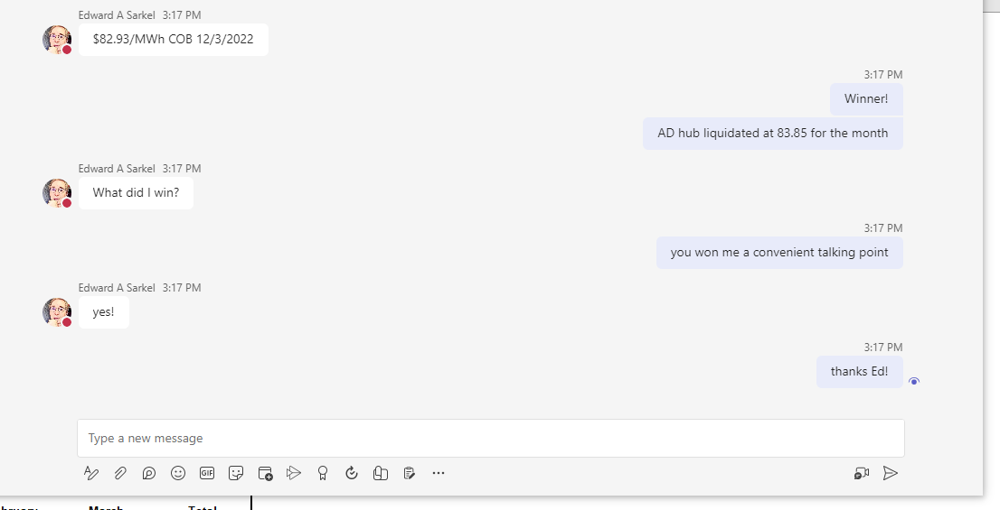 Edward A Sarkel 3:17 PM
$82.93/MWh COB 12/3/2022
3:17 PM
Winner!
AD hub liquidated at 83.85 for the month
Edward A Sarkel 3:17 PM
What did I win?
3:17 PM
you won me a convenient talking point
Edward A Sarkel 3:17 PM
yes!
3:17 PM
thanks Ed!
Type a new message
GIF
March Total